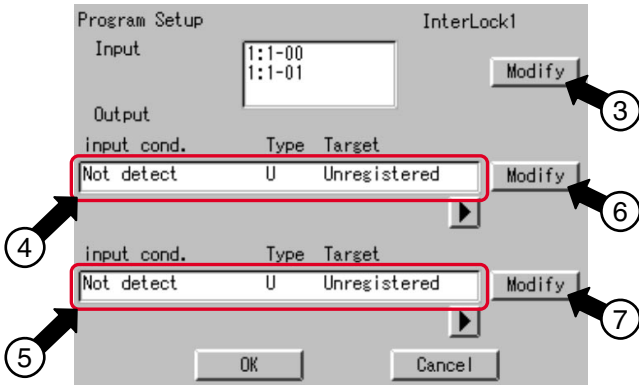 Program Setup InterLock1
Input
1:1-00
1:1-01
Modify
3
Output
input cond. Type Target
Not detect U Unregistered Modify
4
6
input cond. Type Target
Not detect U Unregistered Modify
5
7
OK Cancel